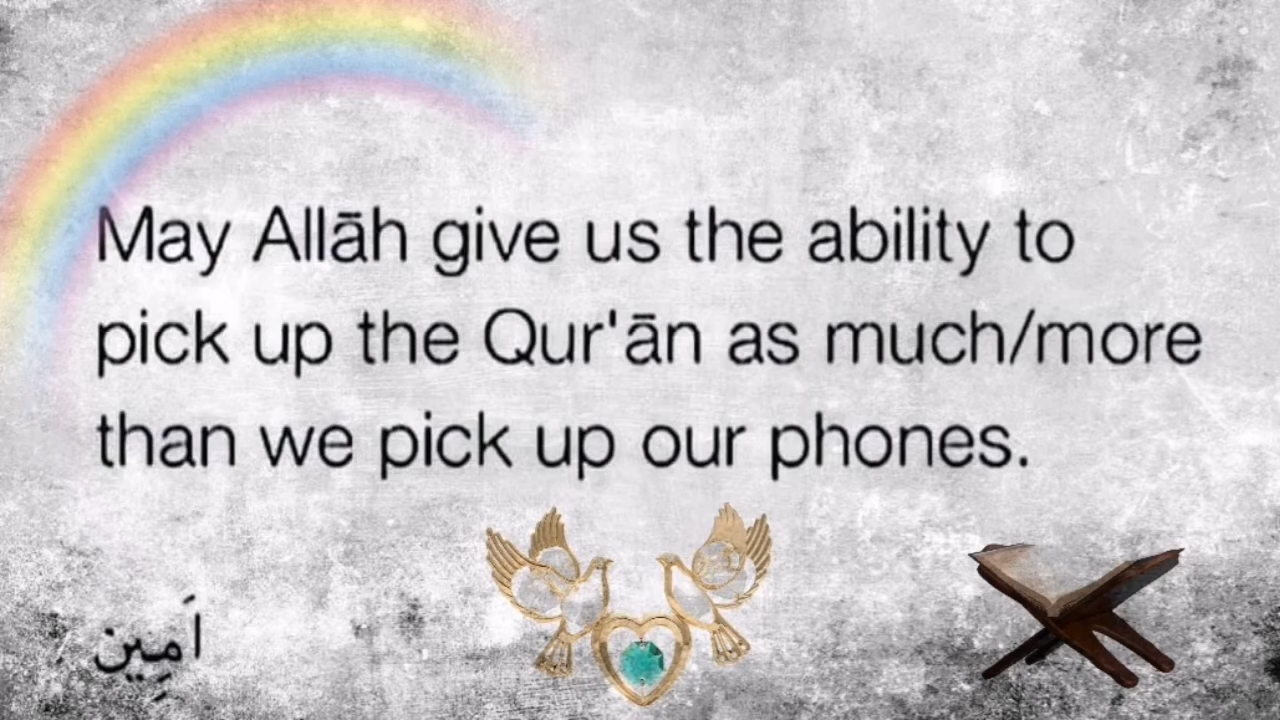 May Allāh give us the ability to
pick up the Qur'ān as much/more
than we pick up our phones.
اَمِين